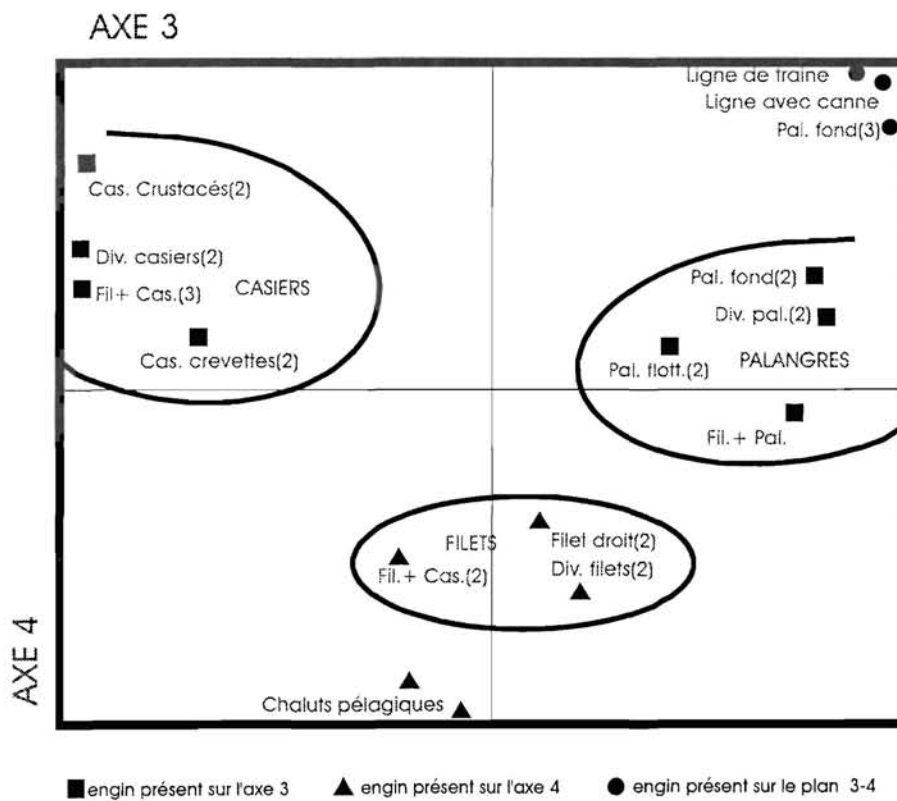 AXE 3
Ligne de traine
Ligne avec canne
Pal. fond(3)
Cas. Crustacés(2)
Div. casiers(2)
Fil+ Cas.(3)
CASIERS
Cas. crevettes(2)
Pal. fond(2)
Div. pal.(2)
Pal. flott.(2)
PALANGRES
Fil.+ Pal.
FILETS
Filet droit(2)
Fil.+ Cas.(2)
Div. filets(2)
Chaluts pélagiques
AXE 4
engin présent sur l'axe 3
engin présent sur l'axe 4
engin présent sur le plan 3-4